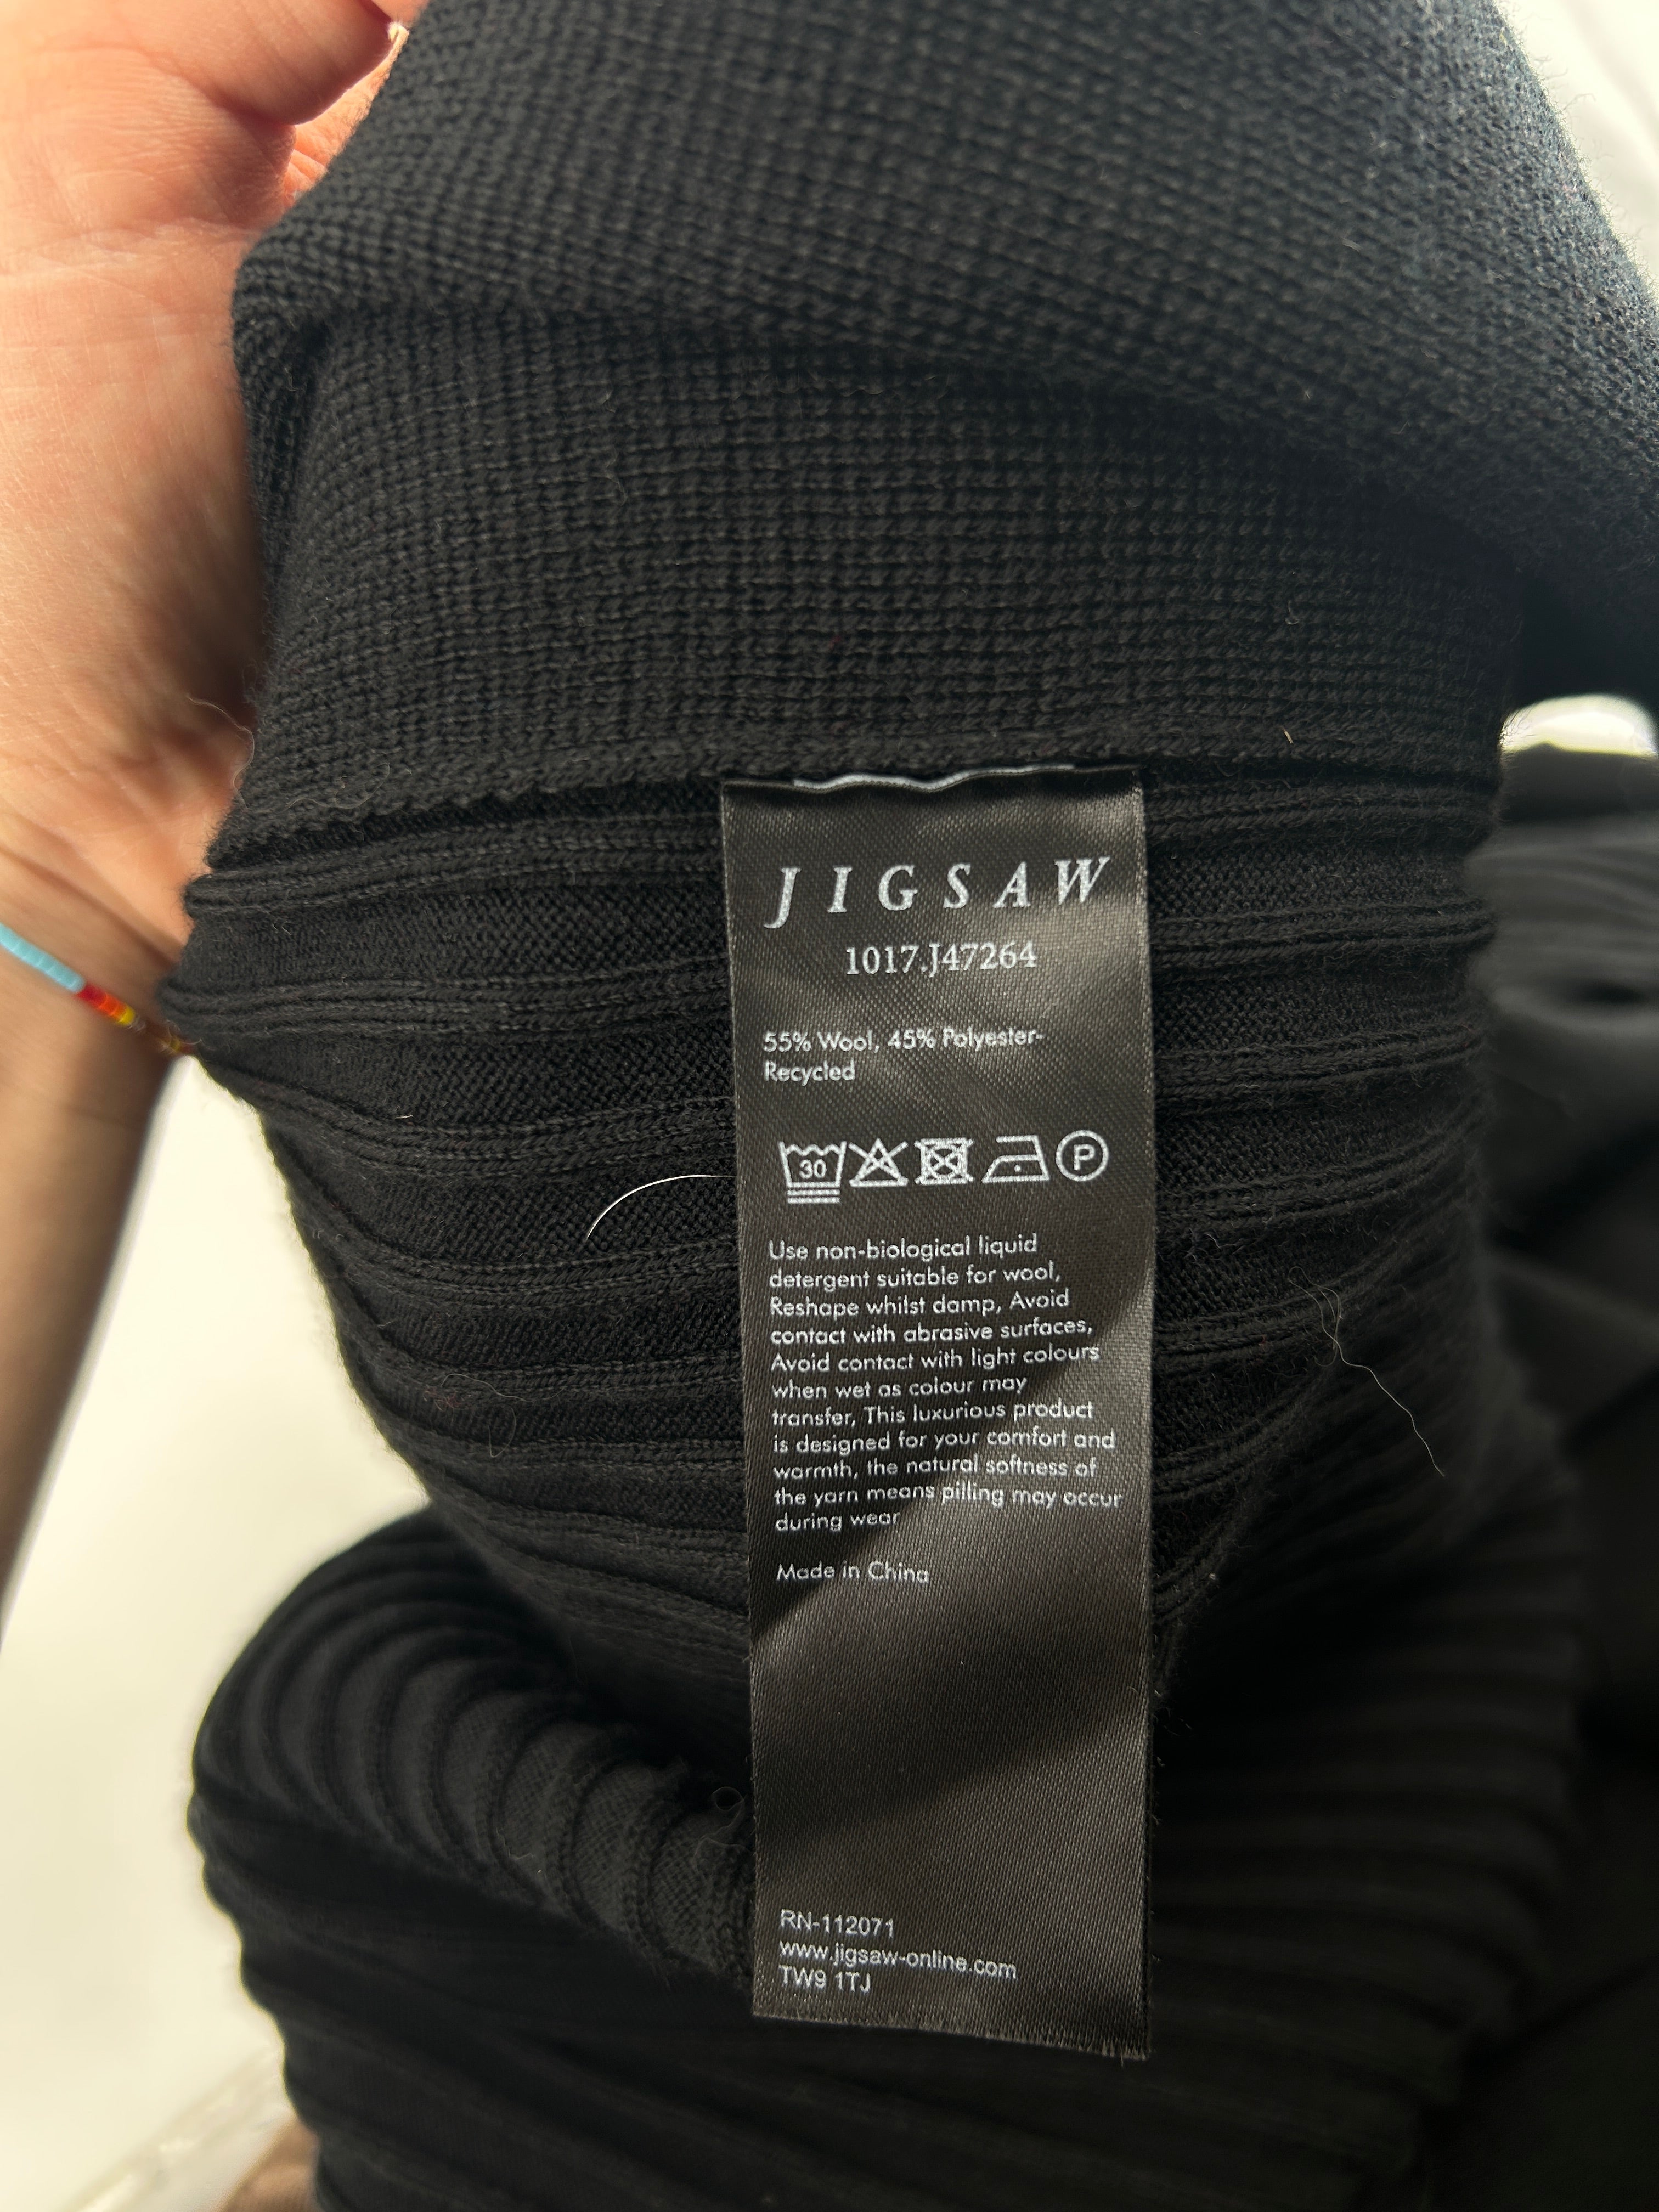 JIGSAW
1017.J47264
55% Wool, 45% Polyester-
Recycled
30 P
Use non-biological liquid
detergent suitable for wool,
Reshape whilst damp, Avoid
contact with abrasive surfaces,
Avoid contact with light colours
when wet as colour may
transfer, This luxurious product
is designed for your comfort and
warmth, the natural softness of
the yarn means pilling may occur
during wear
Made in China
RN-112071
www.jigsaw-online.com
TW9 1TJ